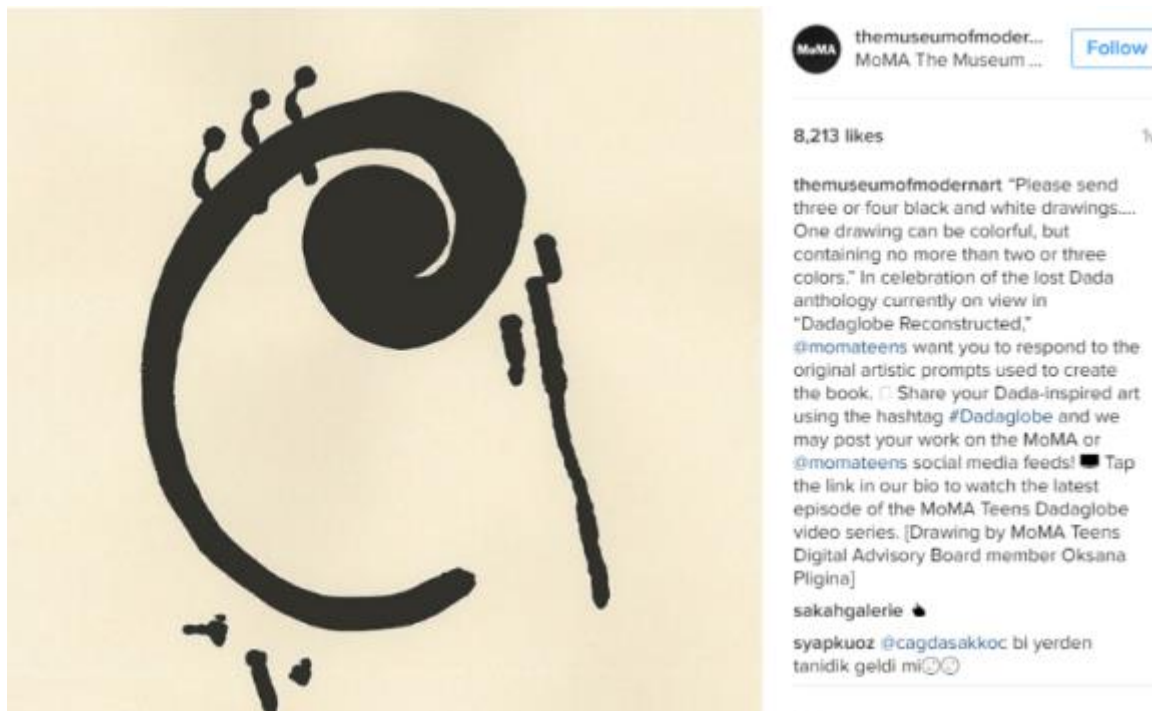 MoMA
themuseumofmoder...
MoMA The Museum ...
Follow
8,213 likes
themuseumofmodernart "Please send
three or four black and white drawings....
One drawing can be colorful, but
containing no more than two or three
colors." In celebration of the lost Dada
anthology currently on view in
"Dadaglobe Reconstructed,"
@momateens want you to respond to the
original artistic prompts used to create
the book. Share your Dada-inspired art
using the hashtag #Dadaglobe and we
may post your work on the MoMA or
@momateens social media feeds! Tap
the link in our bio to watch the latest
episode of the MoMA Teens Dadaglobe
video series. [Drawing by MoMA Teens
Digital Advisory Board member Oksana
Pligina]
sakahgalerie
syapkuoz @cagdasakkoc bi yerden
tanidik geldi mi